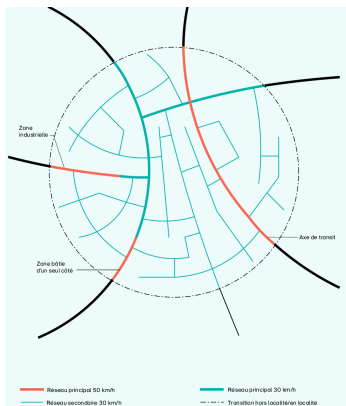 Zone
industrielle
Axe de transit
Zone bâtie
d'un seul côté
Réseau principal 50 km/h
Réseau principal 30 km/h
Réseau secondaire 30 km/h
Transition hors localité/en localité